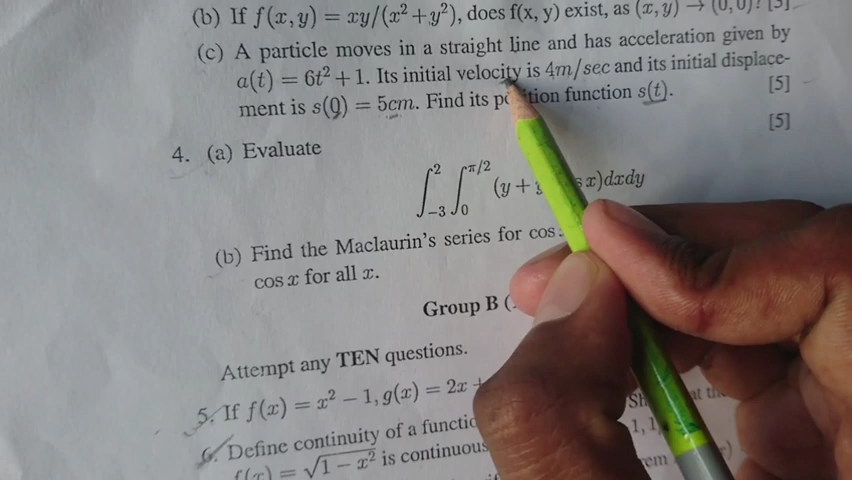 (b) If f(x, y) = xy/(x² + y²), does f(x, y) exist, as (x, y) → (0, 0)? [5]
(c) A particle moves in a straight line and has acceleration given by
a(t) = 6t² + 1. Its initial velocity is 4m/sec and its initial displace-
ment is s(0) = 5cm. Find its position function s(t). [5]
[5]
4. (a) Evaluate
∫₋₃² ∫₀^{π/2} (y + x)dxdy
(b) Find the Maclaurin's series for cos
cos x for all x.
Group B (
Attempt any TEN questions.
5. If f(x) = x² − 1, g(x) = 2x +
6. Define continuity of a
f(x) = √1 − x² is continuous